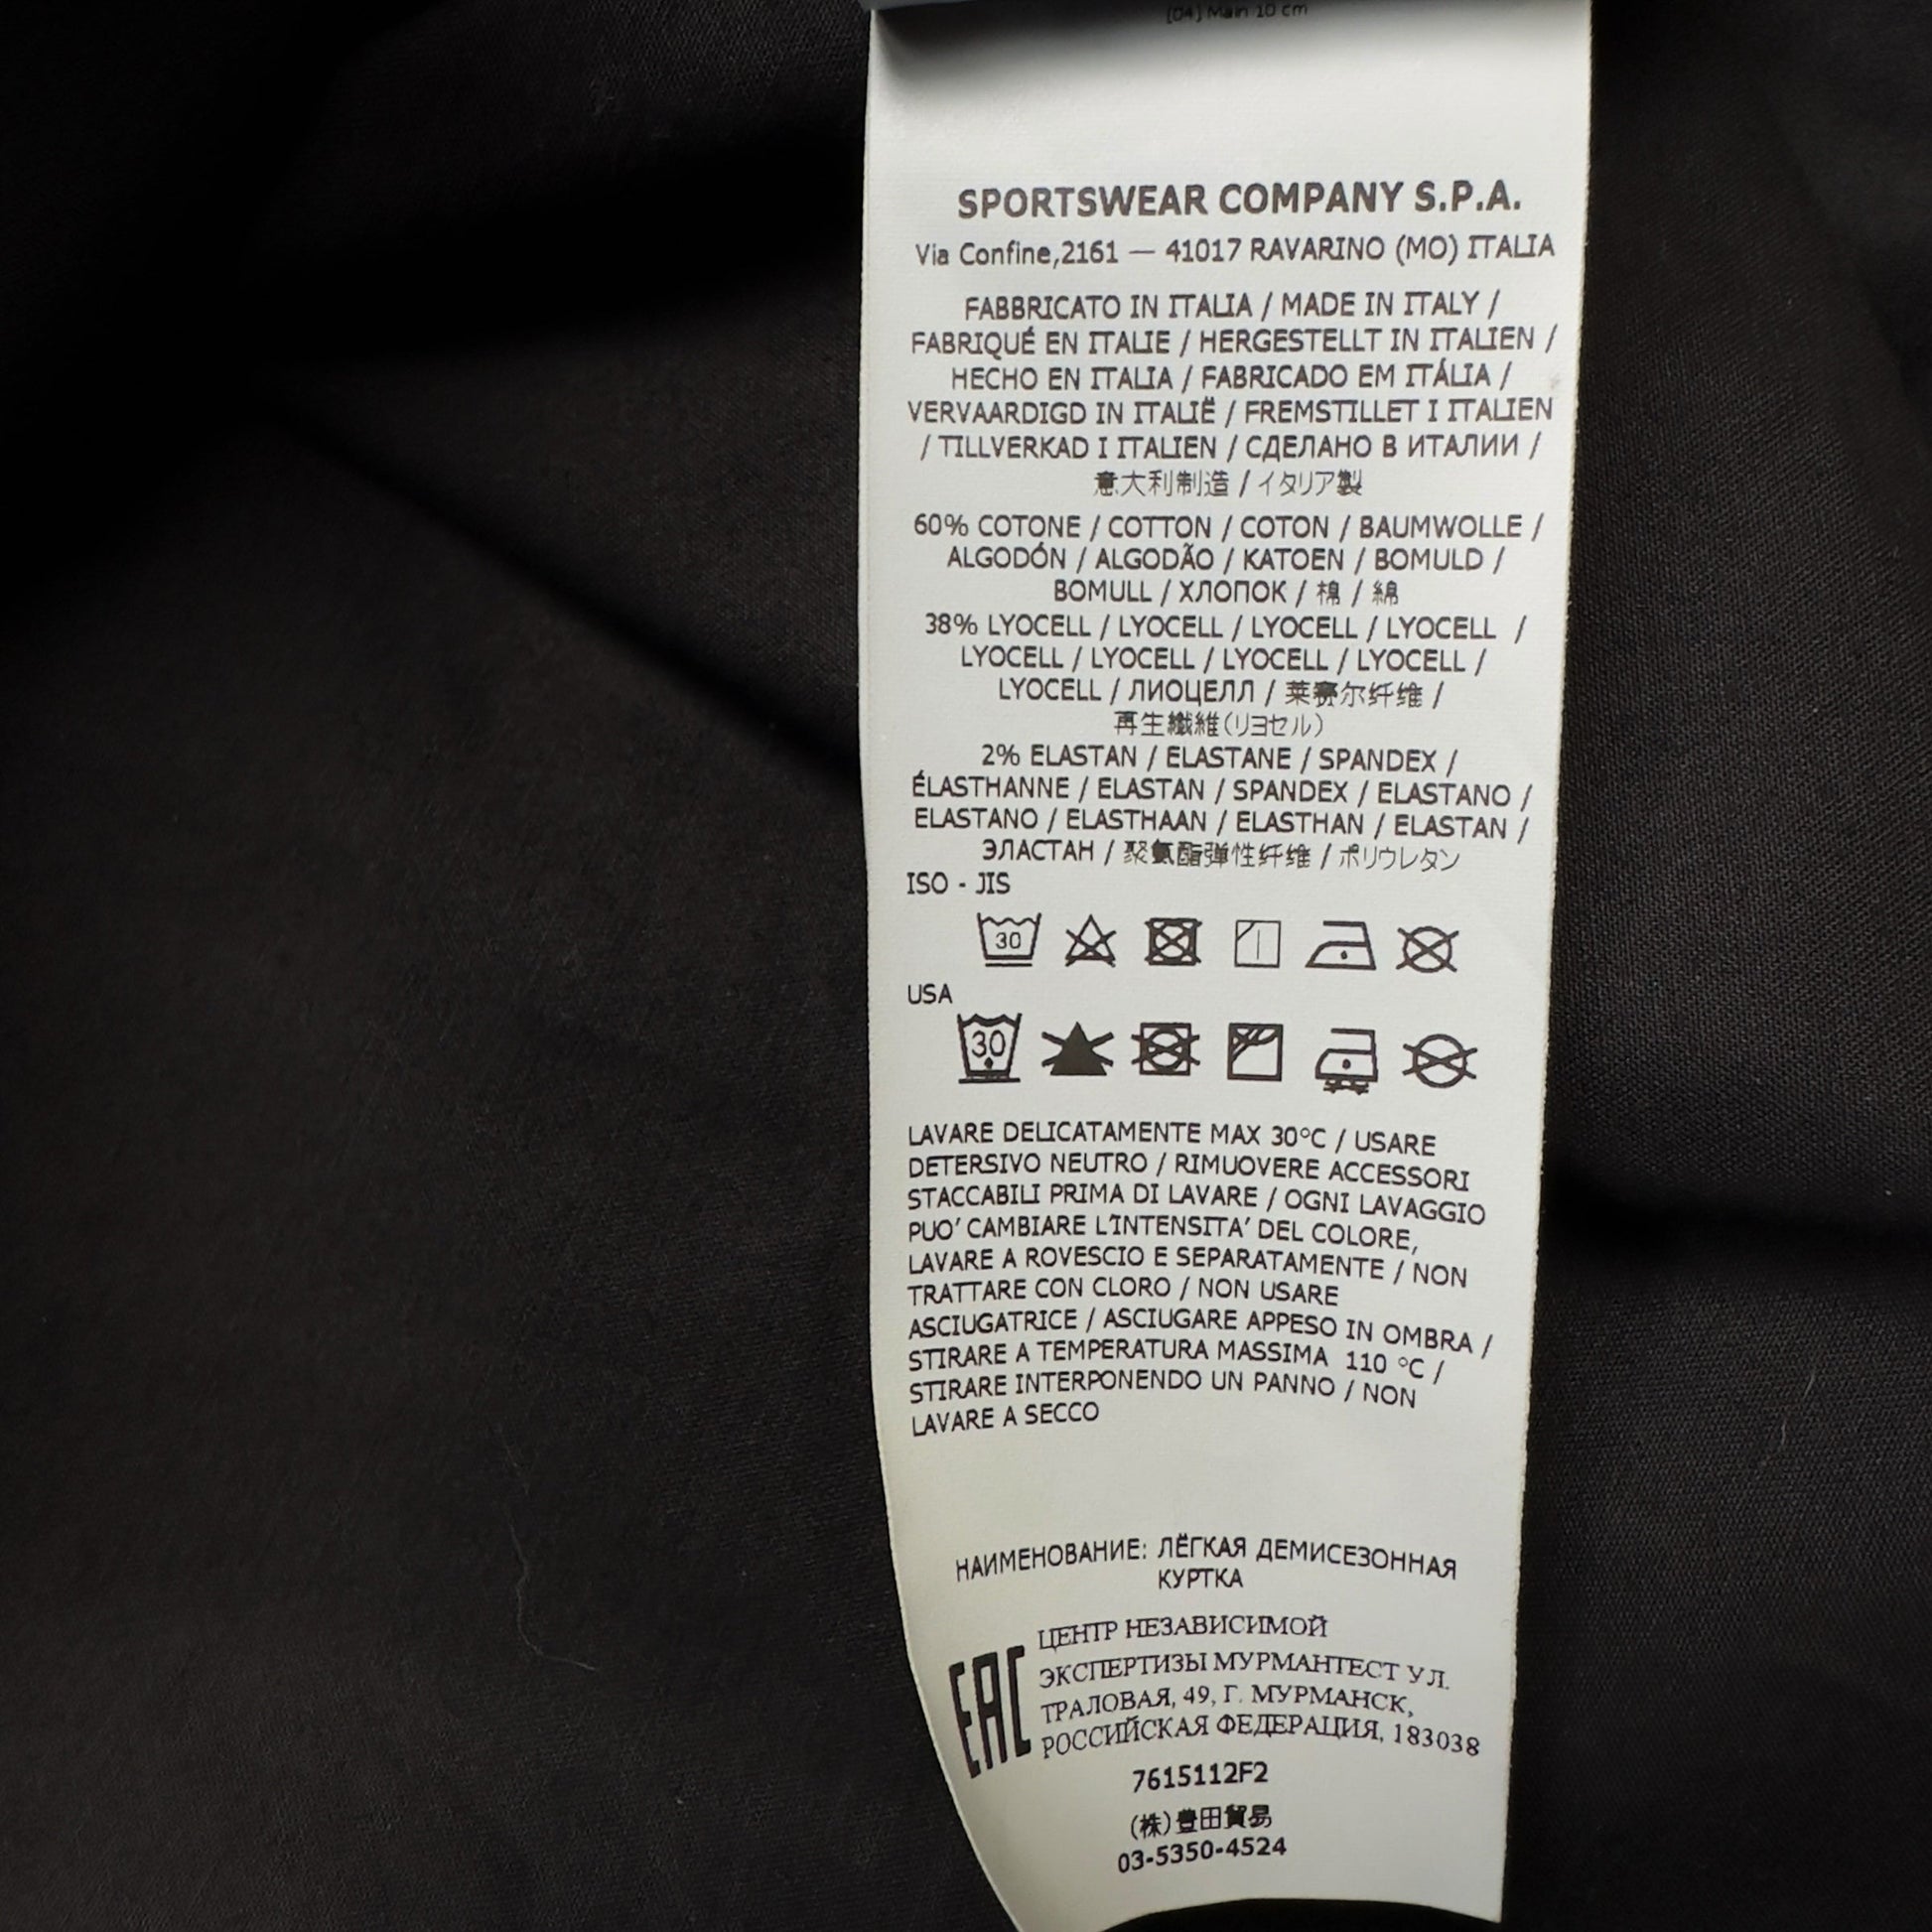 (04) Main 10 cm
SPORTSWEAR COMPANY S.P.A.
Via Confine,2161 — 41017 RAVARINO (MO) ITALIA
FABBRICATO IN ITALIA / MADE IN ITALY /
FABRIQUÉ EN ITALIE / HERGESTELLT IN ITALIEN /
HECHO EN ITALIA / FABRICADO EM ITÁLIA /
VERVAARDIGD IN ITALIË / FREMSTILLET I ITALIEN
/ TILLVERKAD I ITALIEN / СДЕЛАНО В ИТАЛИИ /
意大利制造 / イタリア製
60% COTONE / COTTON / COTON / BAUMWOLLE /
ALGODÓN / ALGODÃO / KATOEN / BOMULD /
BOMULL / ХЛОПОК / 棉 / 綿
38% LYOCELL / LYOCELL / LYOCELL / LYOCELL /
LYOCELL / LYOCELL / LYOCELL / LYOCELL /
LYOCELL / ЛИОЦЕЛЛ / 莱赛尔纤维 /
再生繊維(リヨセル)
2% ELASTAN / ELASTANE / SPANDEX /
ÉLASTHANNE / ELASTAN / SPANDEX / ELASTANO /
ELASTANO / ELASTHAAN / ELASTHAN / ELASTAN /
ЭЛАСТАН / 聚氨酯弹性纤维 / ポリウレタン
ISO - JIS
30
USA
30
LAVARE DELICATAMENTE MAX 30°C / USARE
DETERSIVO NEUTRO / RIMUOVERE ACCESSORI
STACCABILI PRIMA DI LAVARE / OGNI LAVAGGIO
PUO' CAMBIARE L'INTENSITA' DEL COLORE,
LAVARE A ROVESCIO E SEPARATAMENTE / NON
TRATTARE CON CLORO / NON USARE
ASCIUGATRICE / ASCIUGARE APPESO IN OMBRA /
STIRARE A TEMPERATURA MASSIMA 110 °C /
STIRARE INTERPONENDO UN PANNO / NON
LAVARE A SECCO
НАИМЕНОВАНИЕ: ЛЁГКАЯ ДЕМИСЕЗОННАЯ
КУРТКА
EAC
ЦЕНТР НЕЗАВИСИМОЙ
ЭКСПЕРТИЗЫ МУРМАНТЕСТ УЛ.
ТРАЛОВАЯ, 49, Г. МУРМАНСК,
РОССИЙСКАЯ ФЕДЕРАЦИЯ, 183038
7615112F2
(株)豊田貿易
03-5350-4524